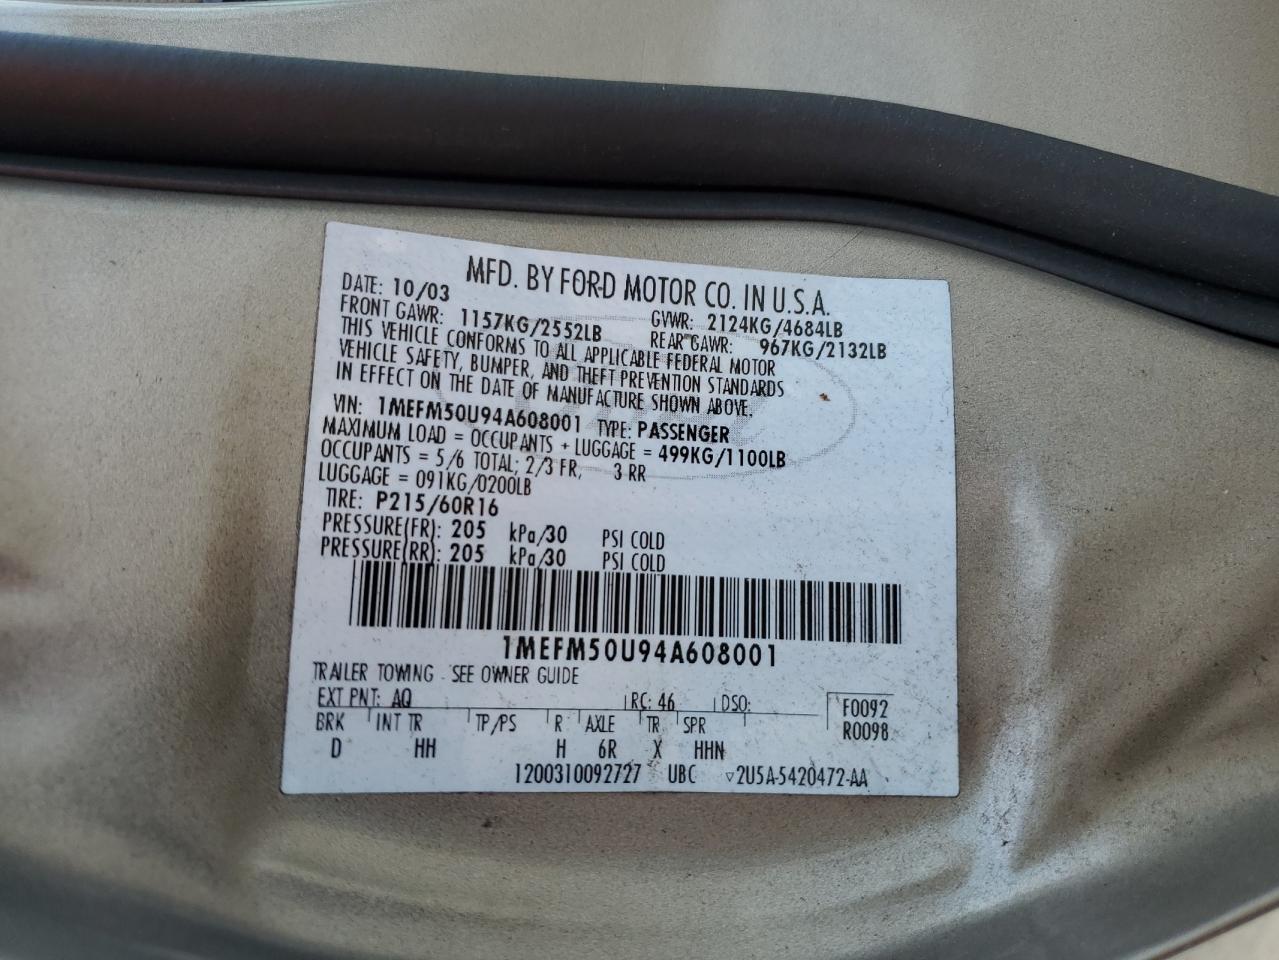 MFD. BY FORD MOTOR CO. IN U.S.A.
DATE: 10/03 GVWR: 2124KG/4684LB
FRONT GAWR: 1157KG/2552LB REAR GAWR: 967KG/2132LB
THIS VEHICLE CONFORMS TO ALL APPLICABLE FEDERAL MOTOR
VEHICLE SAFETY, BUMPER, AND THEFT PREVENTION STANDARDS
IN EFFECT ON THE DATE OF MANUFACTURE SHOWN ABOVE.
VIN: 1MEFM50U94A608001 TYPE: PASSENGER
MAXIMUM LOAD = OCCUPANTS + LUGGAGE = 499KG/1100LB
OCCUPANTS = 5/6 TOTAL; 2/3 FR, 3 RR
LUGGAGE = 091KG/0200LB
TIRE: P215/60R16
PRESSURE(FR): 205 kPa/30 PSI COLD
PRESSURE(RR): 205 kPa/30 PSI COLD
1MEFM50U94A608001
TRAILER TOWING - SEE OWNER GUIDE
EXT PNT: AQ RC: 46 DSO: F0092
BRK INT TR TP/PS R AXLE TR SPR R0098
D HH H 6R X HHN
1200310092727 UBC ▽2U5A-5420472-AA